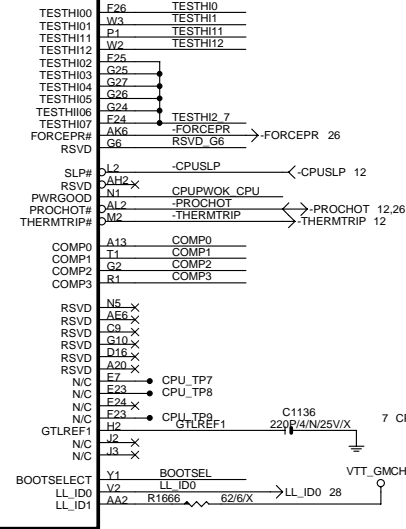 TESTHI00 F26 TESTHI0
TESTHI01 W3 TESTHI1
TESTHI11 P1 TESTHI11
TESTHI12 W2 TESTHI12
TESTHI02 F25
TESTHI03 G25
TESTHI04 G27
TESTHI05 G26
TESTHI06 G24
TESTHI07 F24 TESTHI2_7
FORCEPR# AK6 -FORCEPR -FORCEPR 26
RSVD G6 RSVD_G6
SLP# L2 -CPUSLP -CPUSLP 12
RSVD AH2
PWRGOOD N1 CPUPWOK_CPU
PROCHOT# AL2 -PROCHOT -PROCHOT 12,26
THERMTRIP# M2 -THERMTRIP -THERMTRIP 12
COMP0 A13 COMP0
COMP1 T1 COMP1
COMP2 G2 COMP2
COMP3 R1 COMP3
RSVD N5
RSVD AE6
RSVD C9
RSVD G10
RSVD D16
RSVD A20
N/C E7 CPU_TP7
N/C E23 CPU_TP8
N/C F24
N/C F23 CPU_TP9
GTLREF1 H2 GTLREF1 C1136 220P/4/N/25V/X
7
N/C J2
N/C J3
VTT_GMCH
BOOTSELECT Y1 BOOTSEL
LL_ID0 V2 LL_ID0 LL_ID0 28
LL_ID1 AA2 R1666 62/6/X